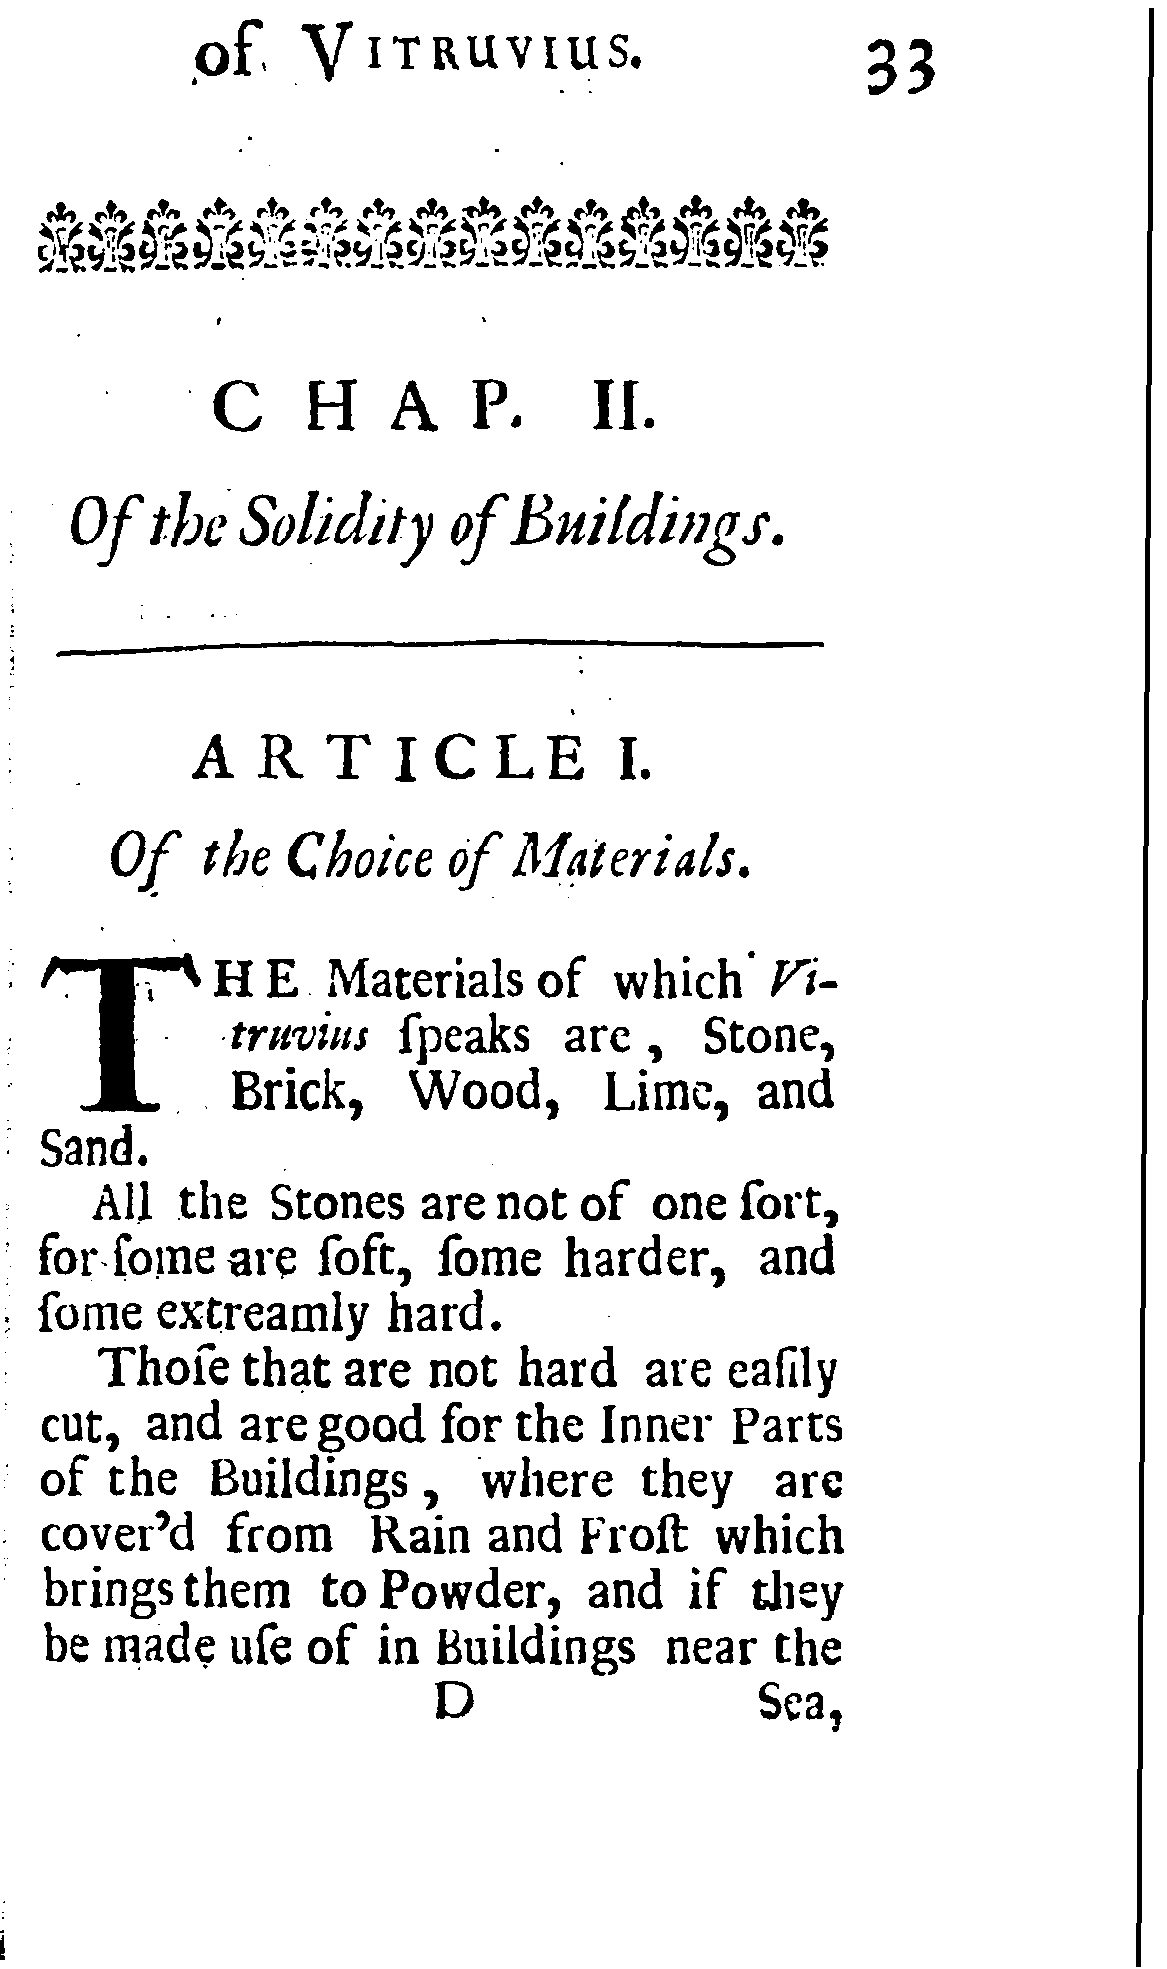 of VITRUVIUS. 33
CHAP. II.
Of the Solidity of Buildings.
ARTICLE I.
Of the Choice of Materials.
THE Materials of which Vi-
truvius ſpeaks are, Stone,
Brick, Wood, Lime, and
Sand.
All the Stones are not of one ſort,
for ſome are ſoft, ſome harder, and
ſome extreamly hard.
Thoſe that are not hard are eaſily
cut, and are good for the Inner Parts
of the Buildings, where they are
cover'd from Rain and Froſt which
brings them to Powder, and if they
be made uſe of in Buildings near the
D Sea,